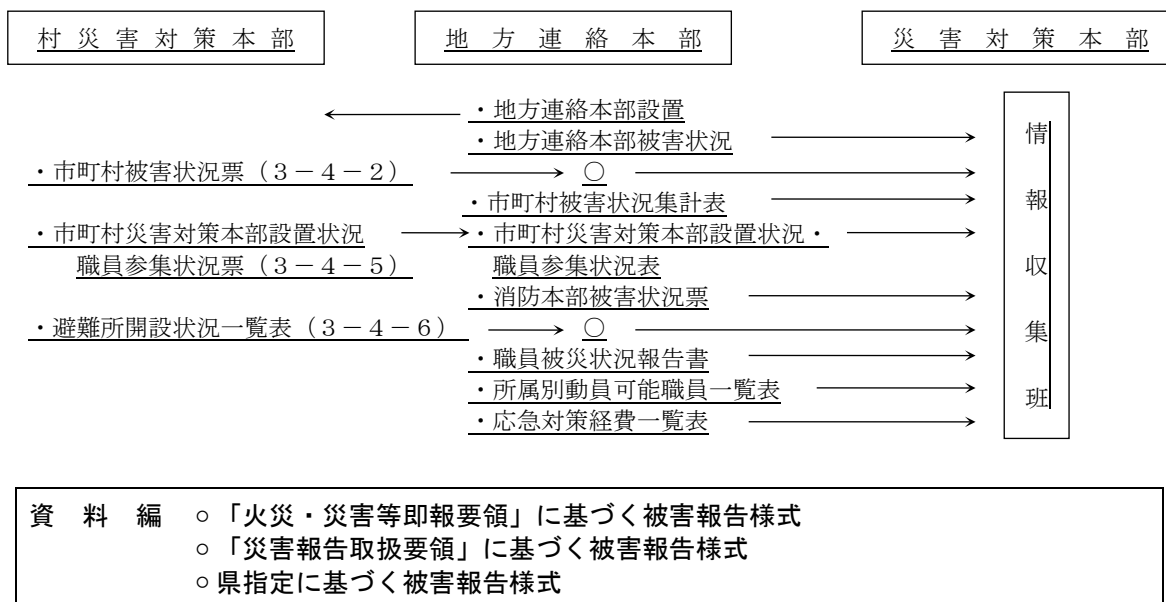 村災害対策本部 地方連絡本部 災害対策本部
・地方連絡本部設置
・地方連絡本部被害状況
・市町村被害状況票（３－４－２） ○
・市町村被害状況集計表
・市町村災害対策本部設置状況 ・市町村災害対策本部設置状況・
職員参集状況票（３－４－５） 職員参集状況表
・消防本部被害状況票
・避難所開設状況一覧表（３－４－６） ○
・職員被災状況報告書
・所属別動員可能職員一覧表
・応急対策経費一覧表
情報収集班
資料編 ○「火災・災害等即報要領」に基づく被害報告様式
○「災害報告取扱要領」に基づく被害報告様式
○県指定に基づく被害報告様式